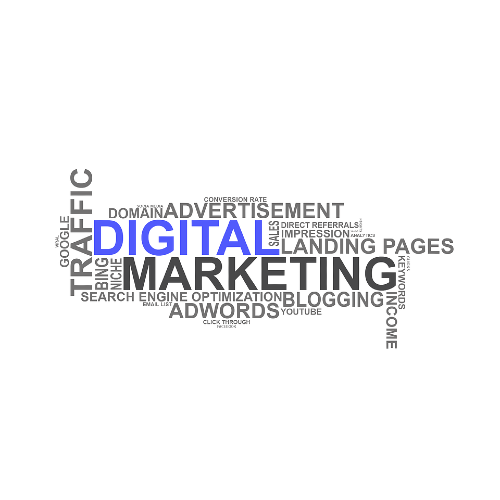 CONVERSION RATE
DOMAIN
ADVERTISEMENT
TRAFFIC
GOOGLE
DIGITAL
SALES
DIRECT REFERRALS
IMPRESSION
ANALYTICS
LANDING PAGES
BING
NICHE
MARKETING
KEYWORDS
SEARCH ENGINE OPTIMIZATION
BLOGGING
INCOME
EMAIL LIST
ADWORDS
YOUTUBE
CLICK THROUGH